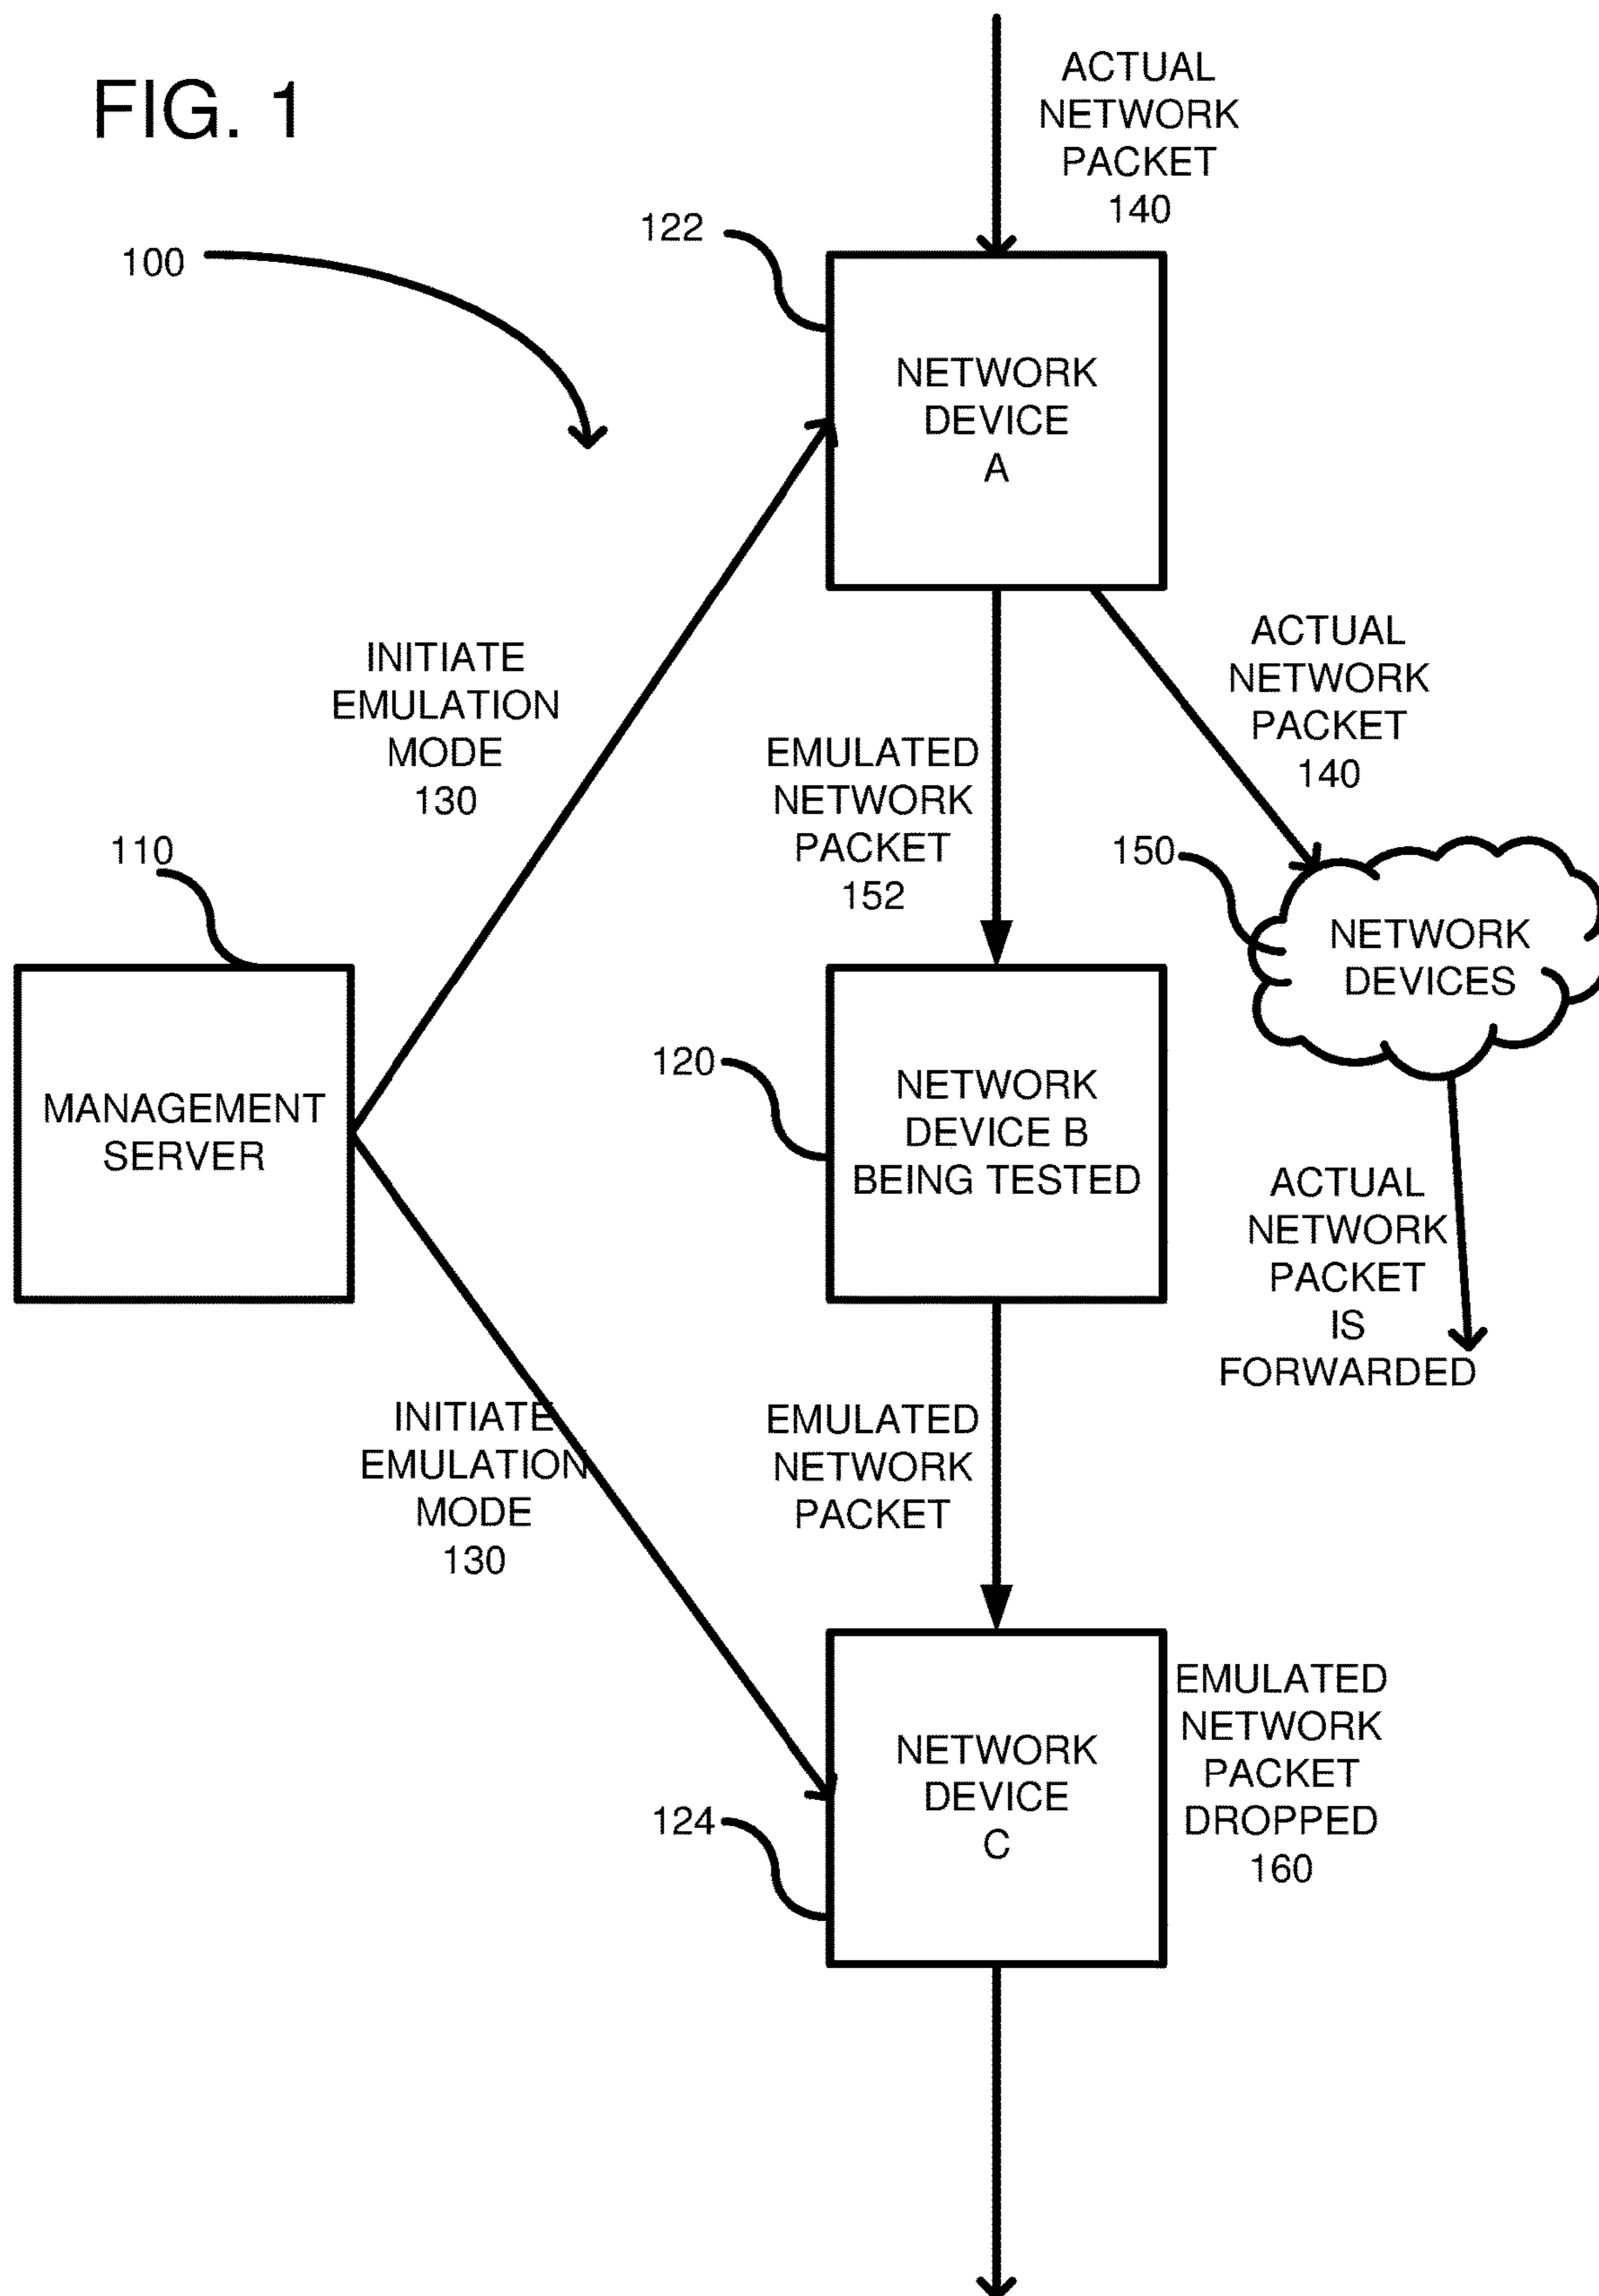 FIG. 1
ACTUAL
NETWORK
PACKET
140
122
100
NETWORK
DEVICE
A
INITIATE
EMULATION
MODE
130
ACTUAL
NETWORK
PACKET
140
EMULATED
NETWORK
PACKET
152
110
150
NETWORK
DEVICES
MANAGEMENT
SERVER
120
NETWORK
DEVICE B
BEING TESTED
ACTUAL
NETWORK
PACKET
IS
FORWARDED
INITIATE
EMULATION
MODE
130
EMULATED
NETWORK
PACKET
NETWORK
DEVICE
C
124
EMULATED
NETWORK
PACKET
DROPPED
160